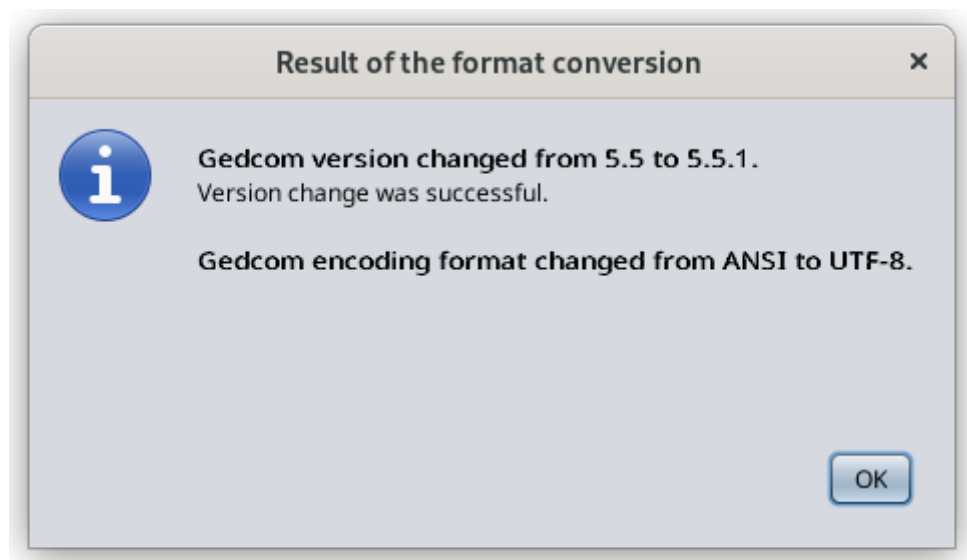 Result of the format conversion
Gedcom version changed from 5.5 to 5.5.1.
Version change was successful.
Gedcom encoding format changed from ANSI to UTF-8.
OK